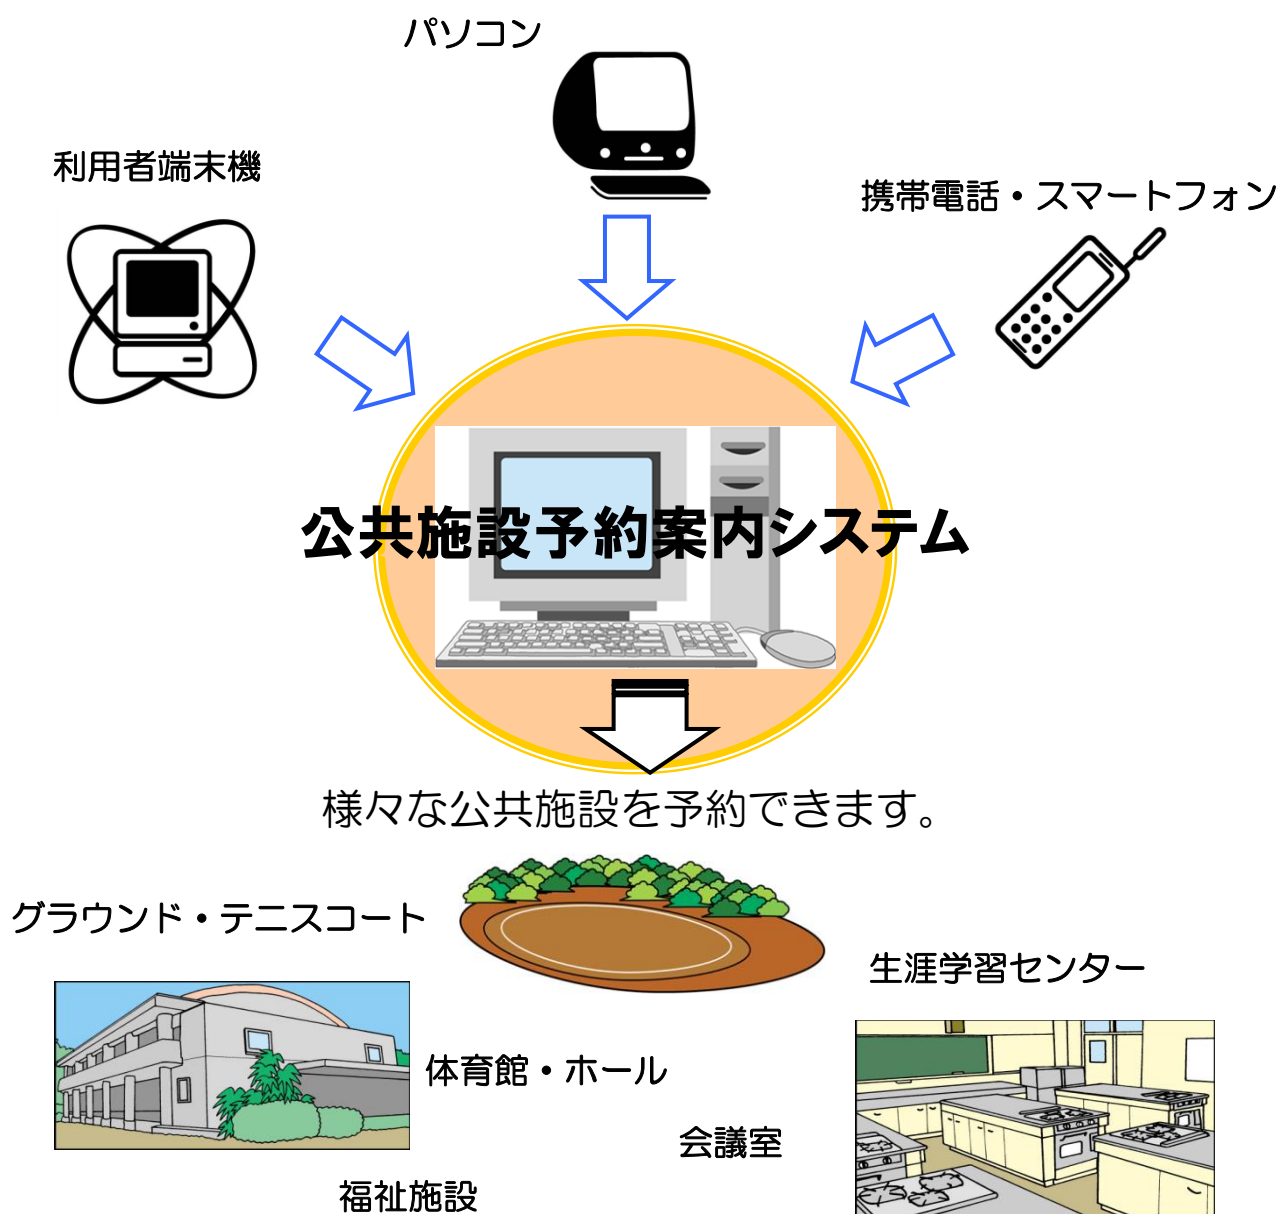 パソコン
利用者端末機
携帯電話・スマートフォン
公共施設予約案内システム
様々な公共施設を予約できます。
グラウンド・テニスコート
生涯学習センター
体育館・ホール
会議室
福祉施設